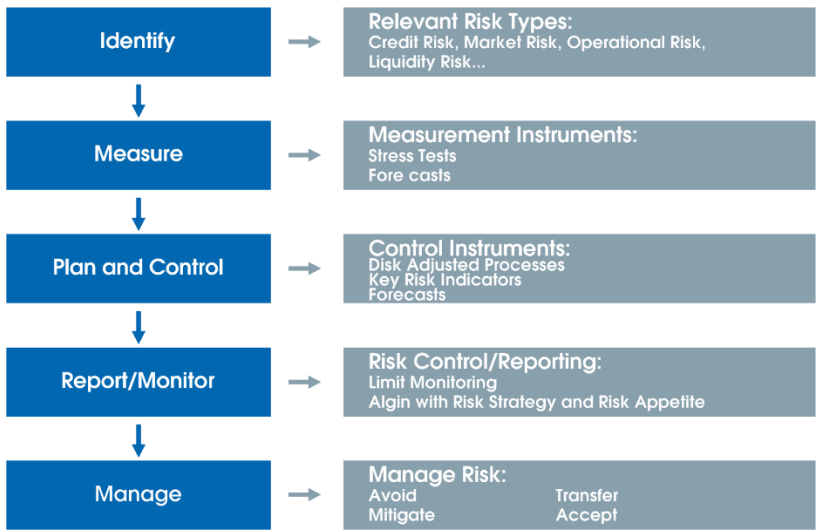 Identify
Relevant Risk Types:
Credit Risk, Market Risk, Operational Risk,
Liquidity Risk...
Measure
Measurement Instruments:
Stress Tests
Fore casts
Plan and Control
Control Instruments:
Disk Adjusted Processes
Key Risk Indicators
Forecasts
Report/Monitor
Risk Control/Reporting:
Limit Monitoring
Algin with Risk Strategy and Risk Appetite
Manage
Manage Risk:
Avoid Transfer
Mitigate Accept